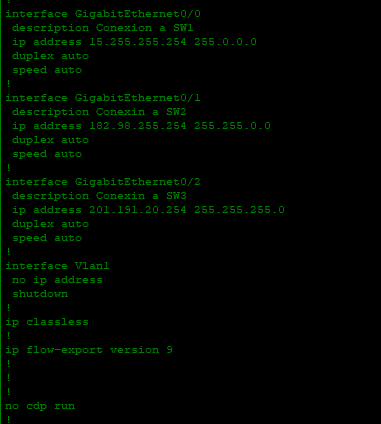 !
interface GigabitEthernet0/0
description Conexion a SW1
ip address 15.255.255.254 255.0.0.0
duplex auto
speed auto
!
interface GigabitEthernet0/1
description Conexin a SW2
ip address 182.98.255.254 255.255.0.0
duplex auto
speed auto
!
interface GigabitEthernet0/2
description Conexin a SW3
ip address 201.191.20.254 255.255.255.0
duplex auto
speed auto
!
interface Vlan1
no ip address
shutdown
!
ip classless
!
ip flow-export version 9
!
!
!
no cdp run
!